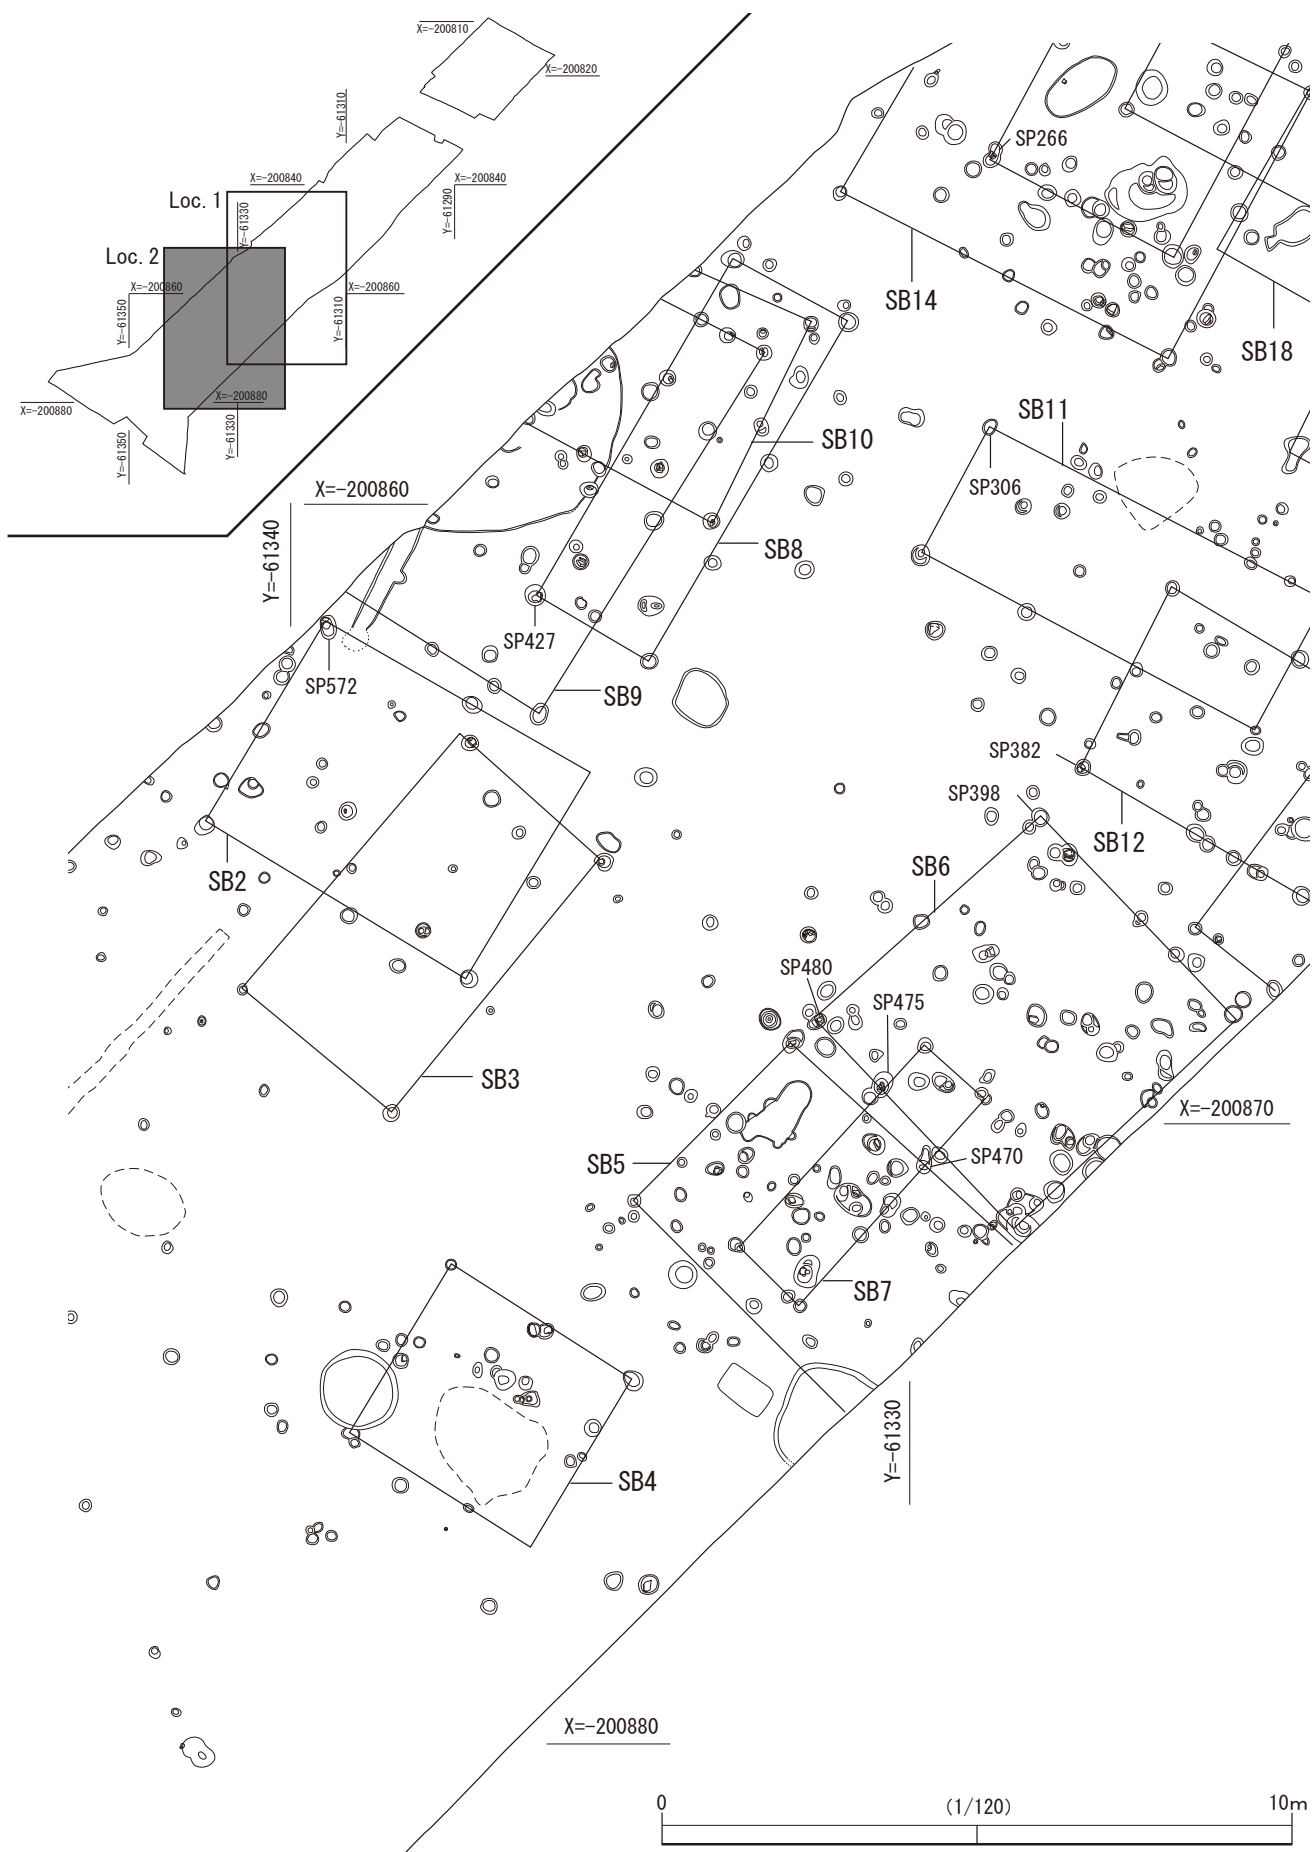 X=-200810
X=-200820
Y=-61310
X=-200840
X=-200840
Y=-61290
Loc. 1
Y=-61330
Loc. 2
X=-200860
X=-200860
Y=-61350
Y=-61310
X=-200880
X=-200880
Y=-61330
Y=-61350
SP266
SB14
SB18
SB11
SB10
SP306
X=-200860
Y=-61340
SB8
SP427
SP572
SB9
SP382
SP398
SB12
SB2
SB6
SP480
SP475
SB3
X=-200870
SB5
SP470
SB7
Y=-61330
SB4
X=-200880
0 (1/120) 10m